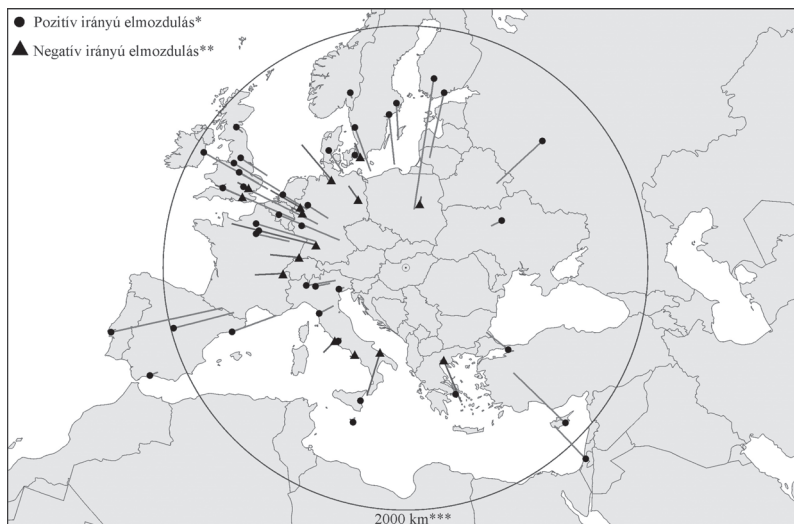 Pozitív irányú elmozdulás*
Negatív irányú elmozdulás**
2000 km***